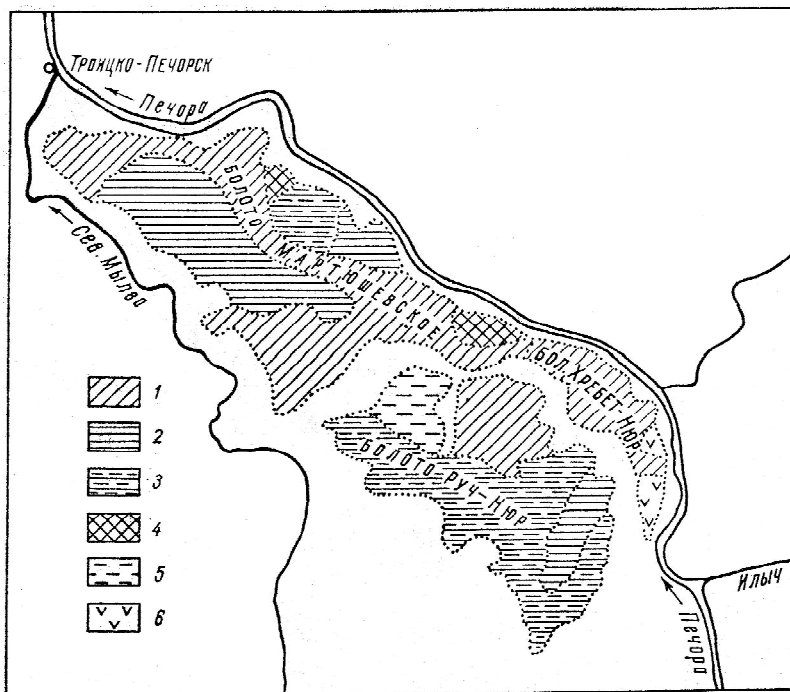 Троицко-Печорск
Печора
БОЛОТО МАРТЮШЕВСКОЕ
Сев. Мылва
БОЛ. ХРЕБЕТ-НЮР
БОЛОТО РУЧ-НЮР
1
2
3
4
5
6
Илыч
Печора